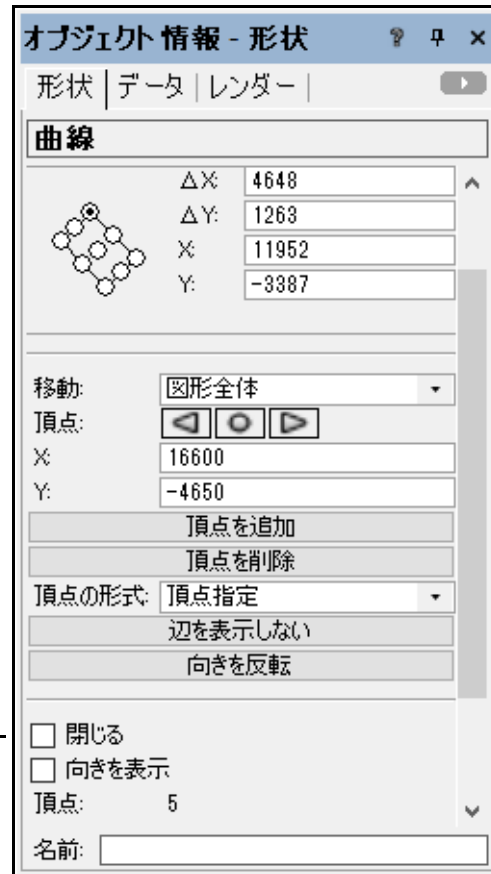 オブジェクト情報 - 形状
形状 データ レンダー
曲線
ΔX: 4648
ΔY: 1263
X: 11952
Y: -3387
移動: 図形全体
頂点:
X: 16600
Y: -4650
頂点を追加
頂点を削除
頂点の形式: 頂点指定
辺を表示しない
向きを反転
閉じる
向きを表示
頂点: 5
名前: